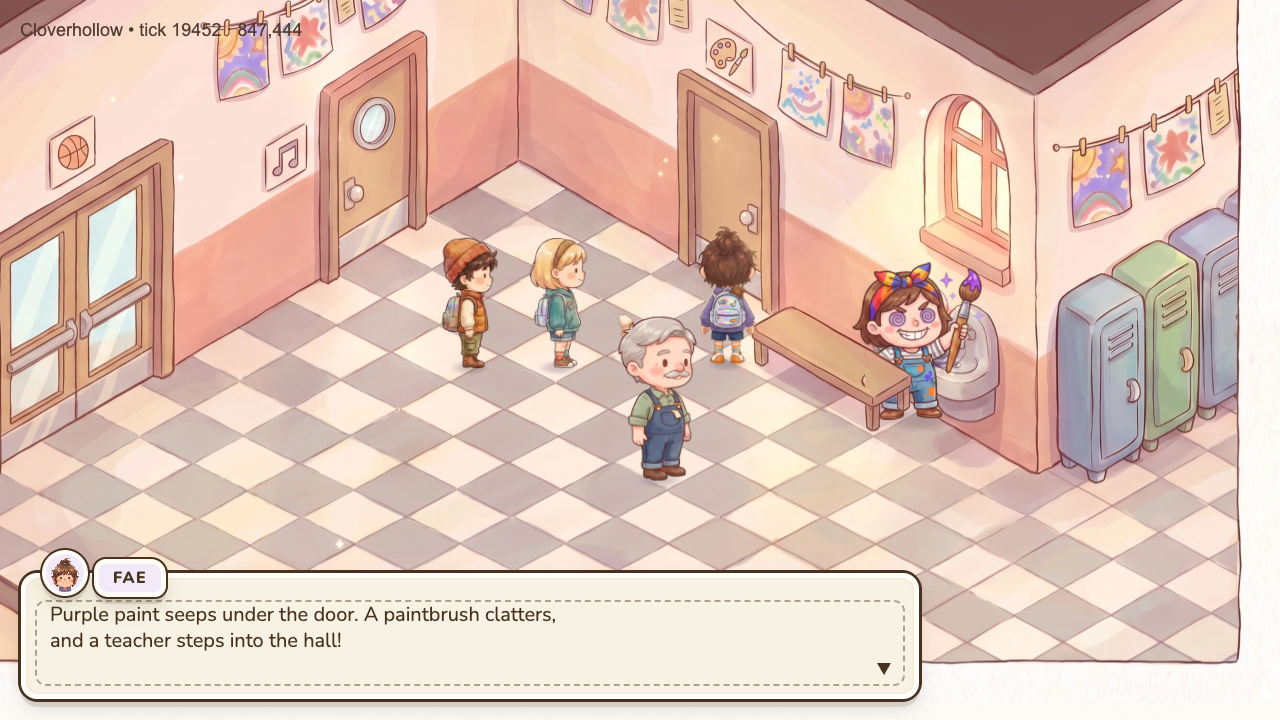 Cloverhollow • tick 19452 847,444
FAE
Purple paint seeps under the door. A paintbrush clatters,
and a teacher steps into the hall!